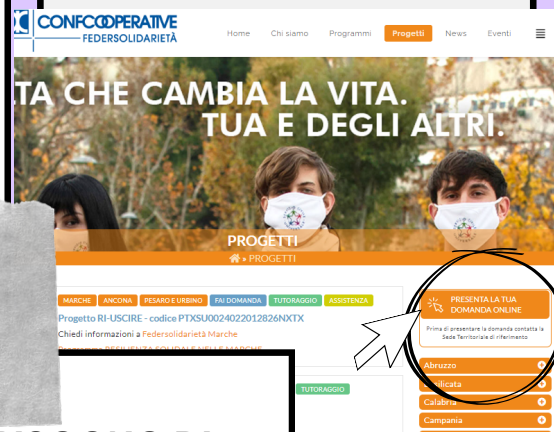 CONFCOOPERATIVE
FEDERSOLIDARIETÀ
Home Chi siamo Programmi Progetti News Eventi
TA CHE CAMBIA LA VITA.
TUA E DEGLI ALTRI.
PROGETTI
» PROGETTI
MARCHE ANCONA PESARO E URBINO FAI DOMANDA TUTORAGGIO ASSISTENZA
Progetto RI-USCIRE - codice PTXSU0024022012826NXTX
Chiedi informazioni a Federsolidarietà Marche
TUTORAGGIO
PRESENTA LA TUA
DOMANDA ONLINE
Prima di presentare la domanda contatta la
Sede Territoriale di riferimento
Abruzzo
Basilicata
Calabria
Campania